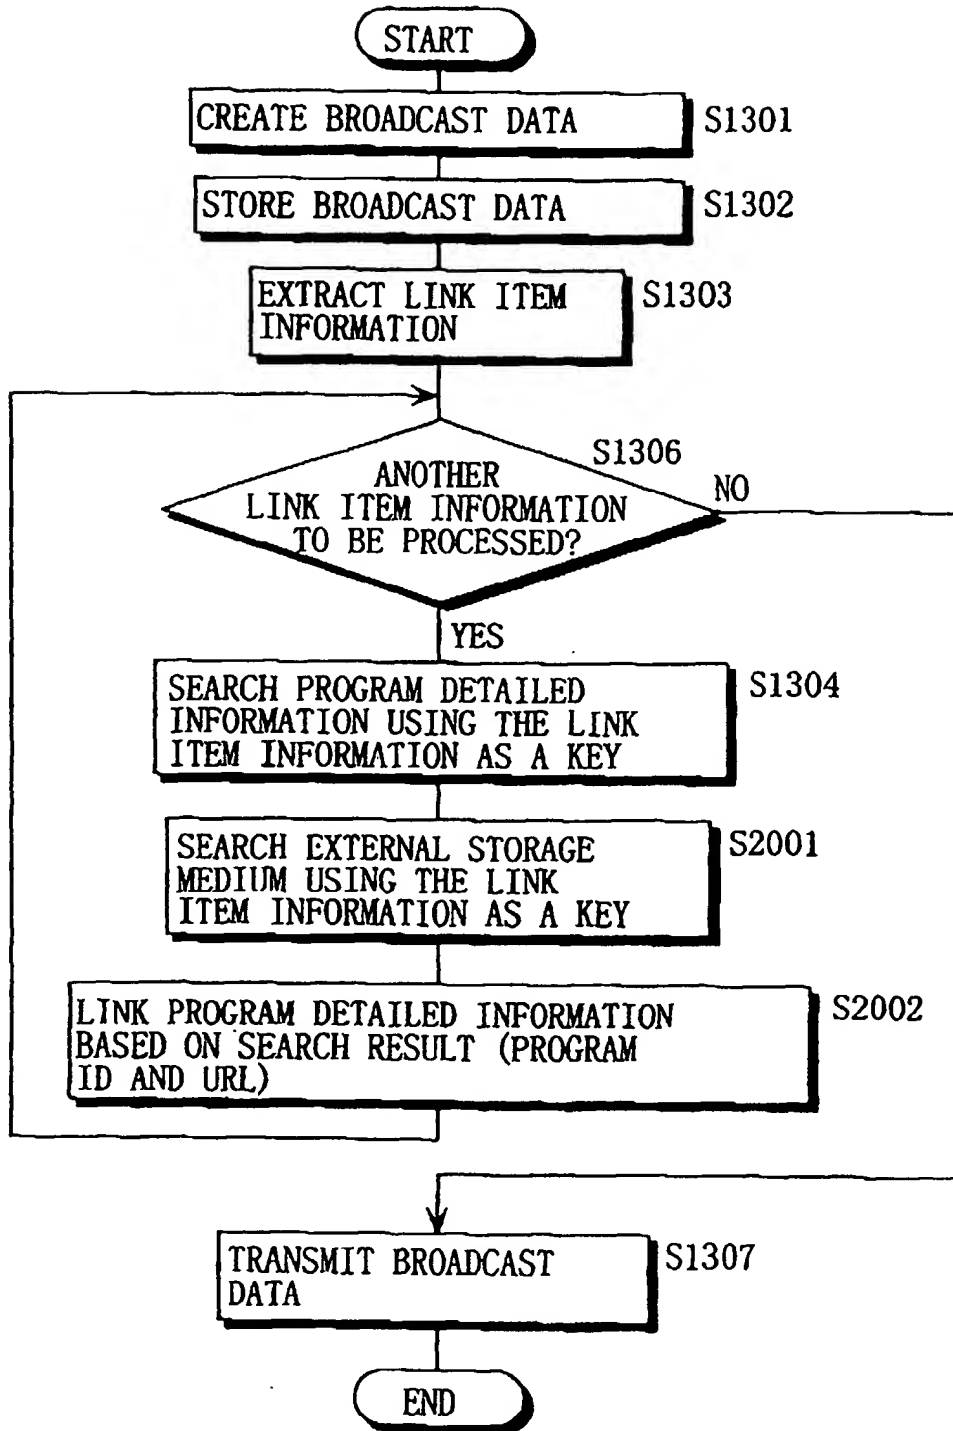 START
CREATE BROADCAST DATA
S1301
STORE BROADCAST DATA
S1302
EXTRACT LINK ITEM
INFORMATION
S1303
S1306
ANOTHER
LINK ITEM INFORMATION
TO BE PROCESSED?
NO
YES
SEARCH PROGRAM DETAILED
INFORMATION USING THE LINK
ITEM INFORMATION AS A KEY
S1304
SEARCH EXTERNAL STORAGE
MEDIUM USING THE LINK
ITEM INFORMATION AS A KEY
S2001
LINK PROGRAM DETAILED INFORMATION
BASED ON SEARCH RESULT (PROGRAM
ID AND URL)
S2002
TRANSMIT BROADCAST
DATA
S1307
END